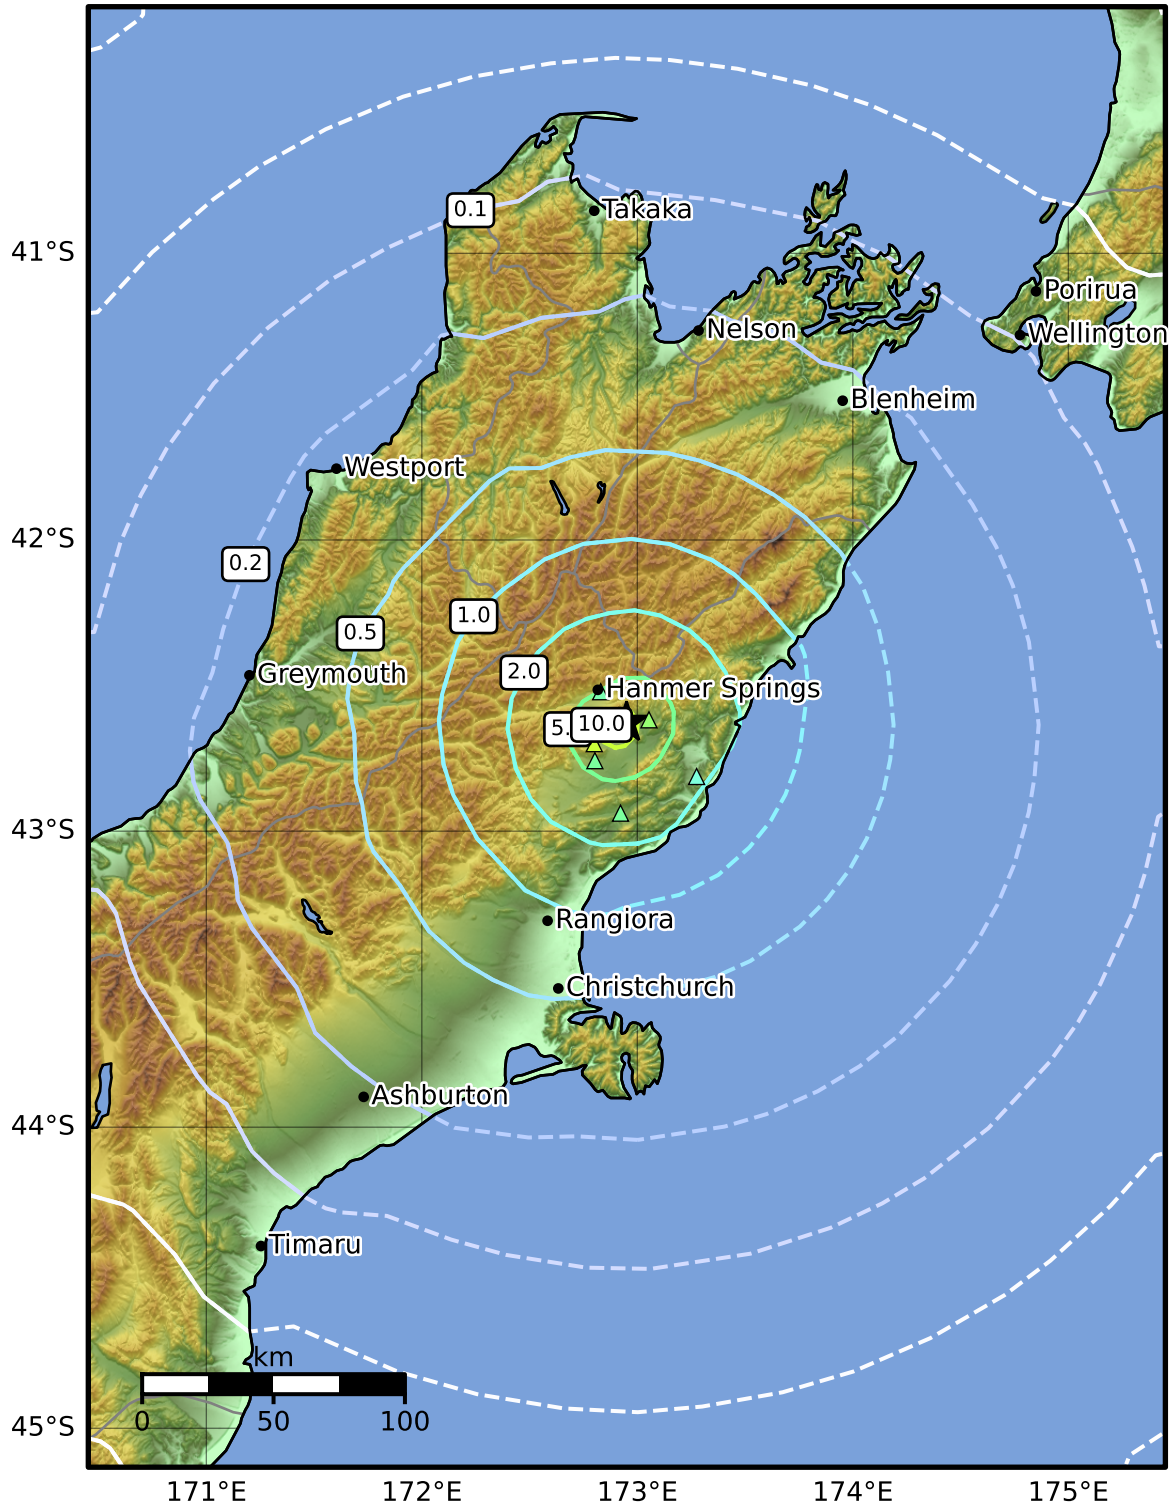 0.1
Takaka
41°S
Porirua
Nelson
Wellington
Blenheim
Westport
42°S
0.2
1.0
0.5
2.0
Greymouth
Hanmer Springs
5.
10.0
43°S
Rangiora
Christchurch
Ashburton
44°S
Timaru
km
0 50 100
45°S
171°E 172°E 173°E 174°E 175°E